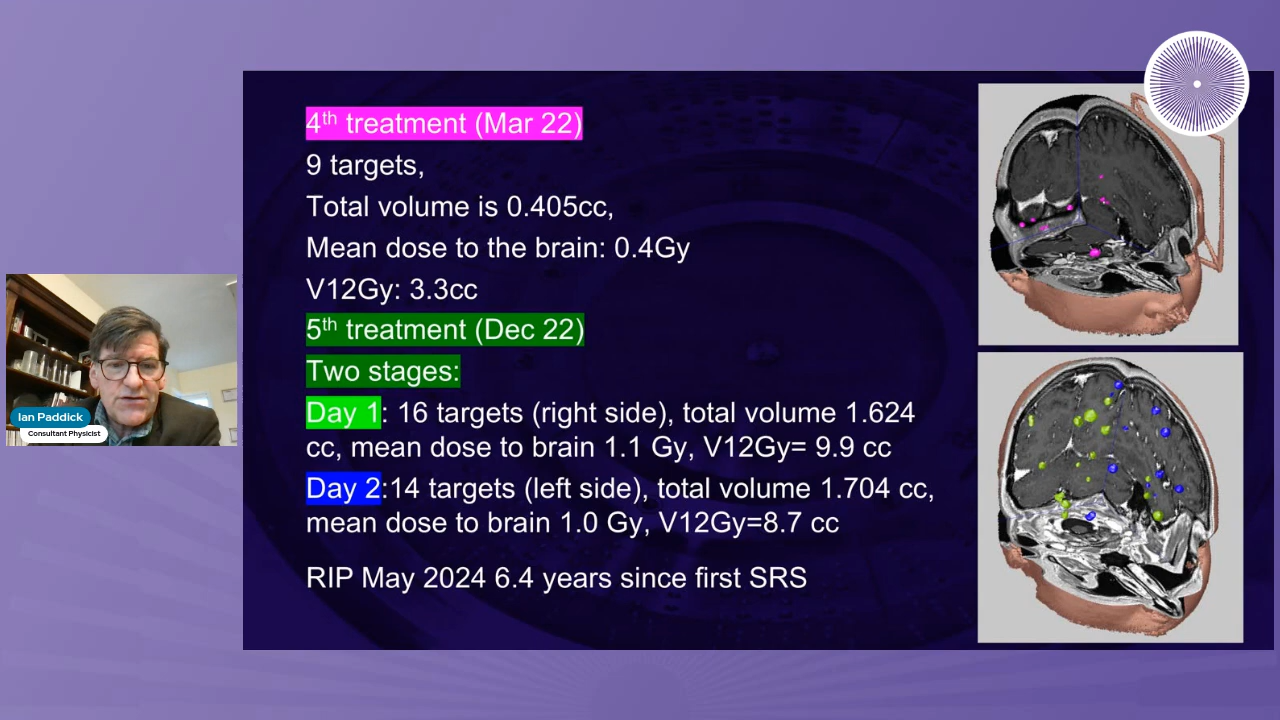 4th treatment (Mar 22)
9 targets,
Total volume is 0.405cc,
Mean dose to the brain: 0.4Gy
V12Gy: 3.3cc
5th treatment (Dec 22)
Two stages:
Day 1: 16 targets (right side), total volume 1.624
cc, mean dose to brain 1.1 Gy, V12Gy= 9.9 cc
Day 2:14 targets (left side), total volume 1.704 cc,
mean dose to brain 1.0 Gy, V12Gy=8.7 cc
RIP May 2024 6.4 years since first SRS
Ian Paddick
Consultant Physicist